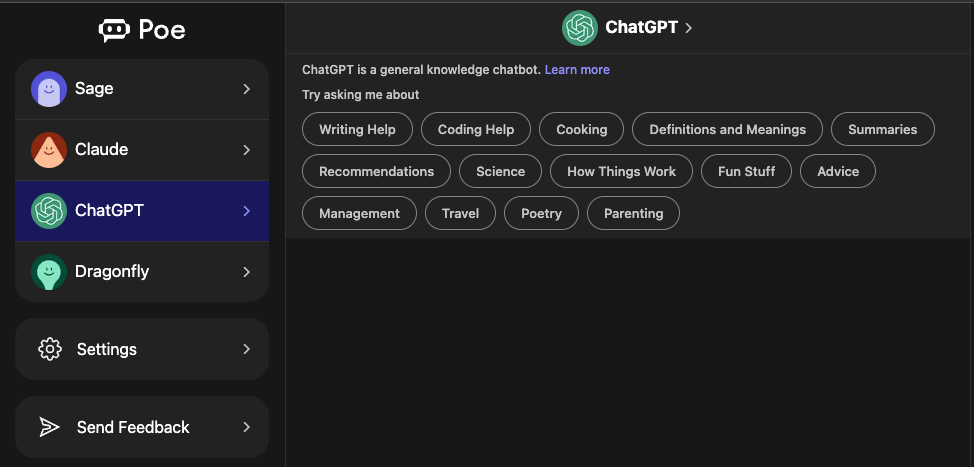 Poe
Sage
Claude
ChatGPT
Dragonfly
Settings
Send Feedback
ChatGPT
ChatGPT is a general knowledge chatbot. Learn more
Try asking me about
Writing Help Coding Help Cooking Definitions and Meanings Summaries
Recommendations Science How Things Work Fun Stuff Advice
Management Travel Poetry Parenting